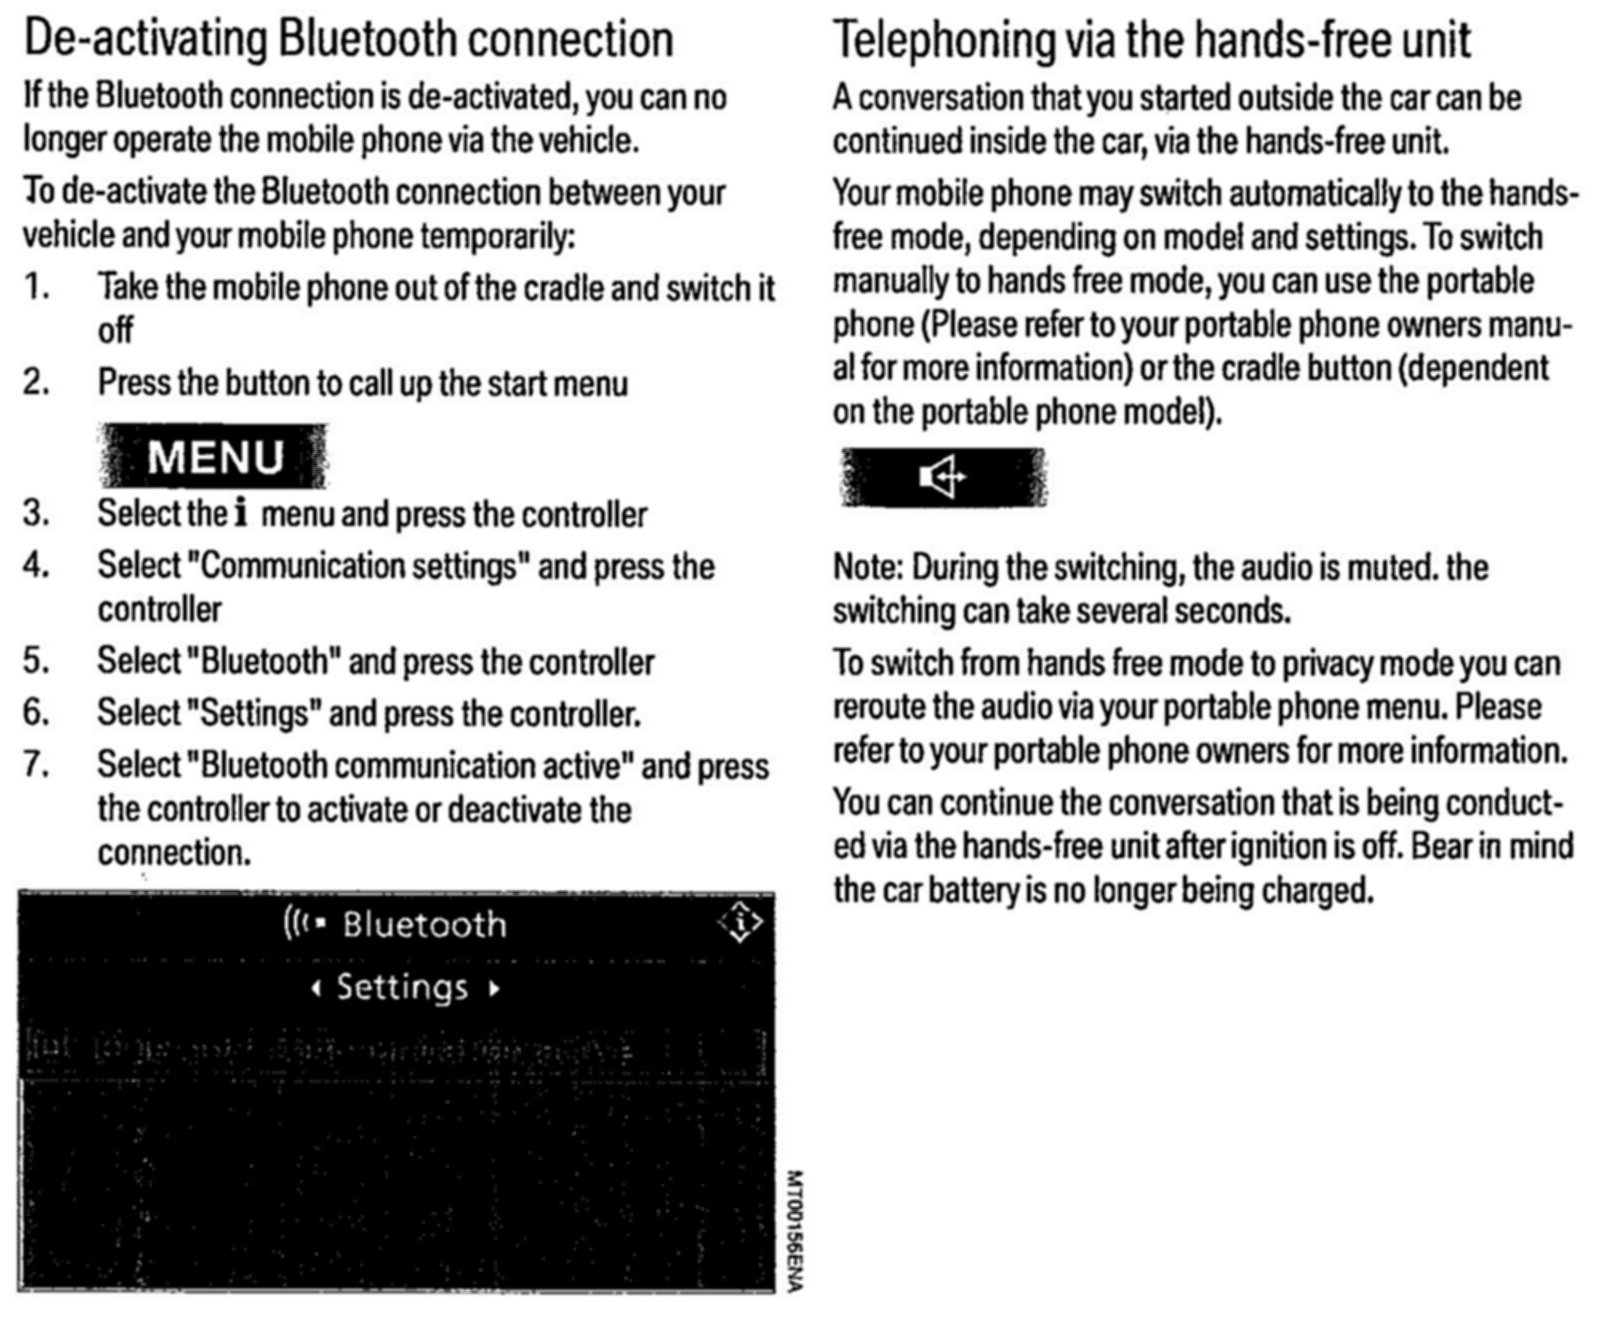 De-activating Bluetooth connection
If the Bluetooth connection is de-activated, you can no
longer operate the mobile phone via the vehicle.
To de-activate the Bluetooth connection between your
vehicle and your mobile phone temporarily:
1. Take the mobile phone out of the cradle and switch it
off
2. Press the button to call up the start menu
MENU
3. Select the i menu and press the controller
4. Select "Communication settings" and press the
controller
5. Select "Bluetooth" and press the controller
6. Select "Settings" and press the controller.
7. Select "Bluetooth communication active" and press
the controller to activate or deactivate the
connection.
Bluetooth
i
Settings
MT00156ENA
Telephoning via the hands-free unit
A conversation that you started outside the car can be
continued inside the car, via the hands-free unit.
Your mobile phone may switch automatically to the hands-
free mode, depending on model and settings. To switch
manually to hands free mode, you can use the portable
phone (Please refer to your portable phone owners manu-
al for more information) or the cradle button (dependent
on the portable phone model).
Note: During the switching, the audio is muted. the
switching can take several seconds.
To switch from hands free mode to privacy mode you can
reroute the audio via your portable phone menu. Please
refer to your portable phone owners for more information.
You can continue the conversation that is being conduct-
ed via the hands-free unit after ignition is off. Bear in mind
the car battery is no longer being charged.